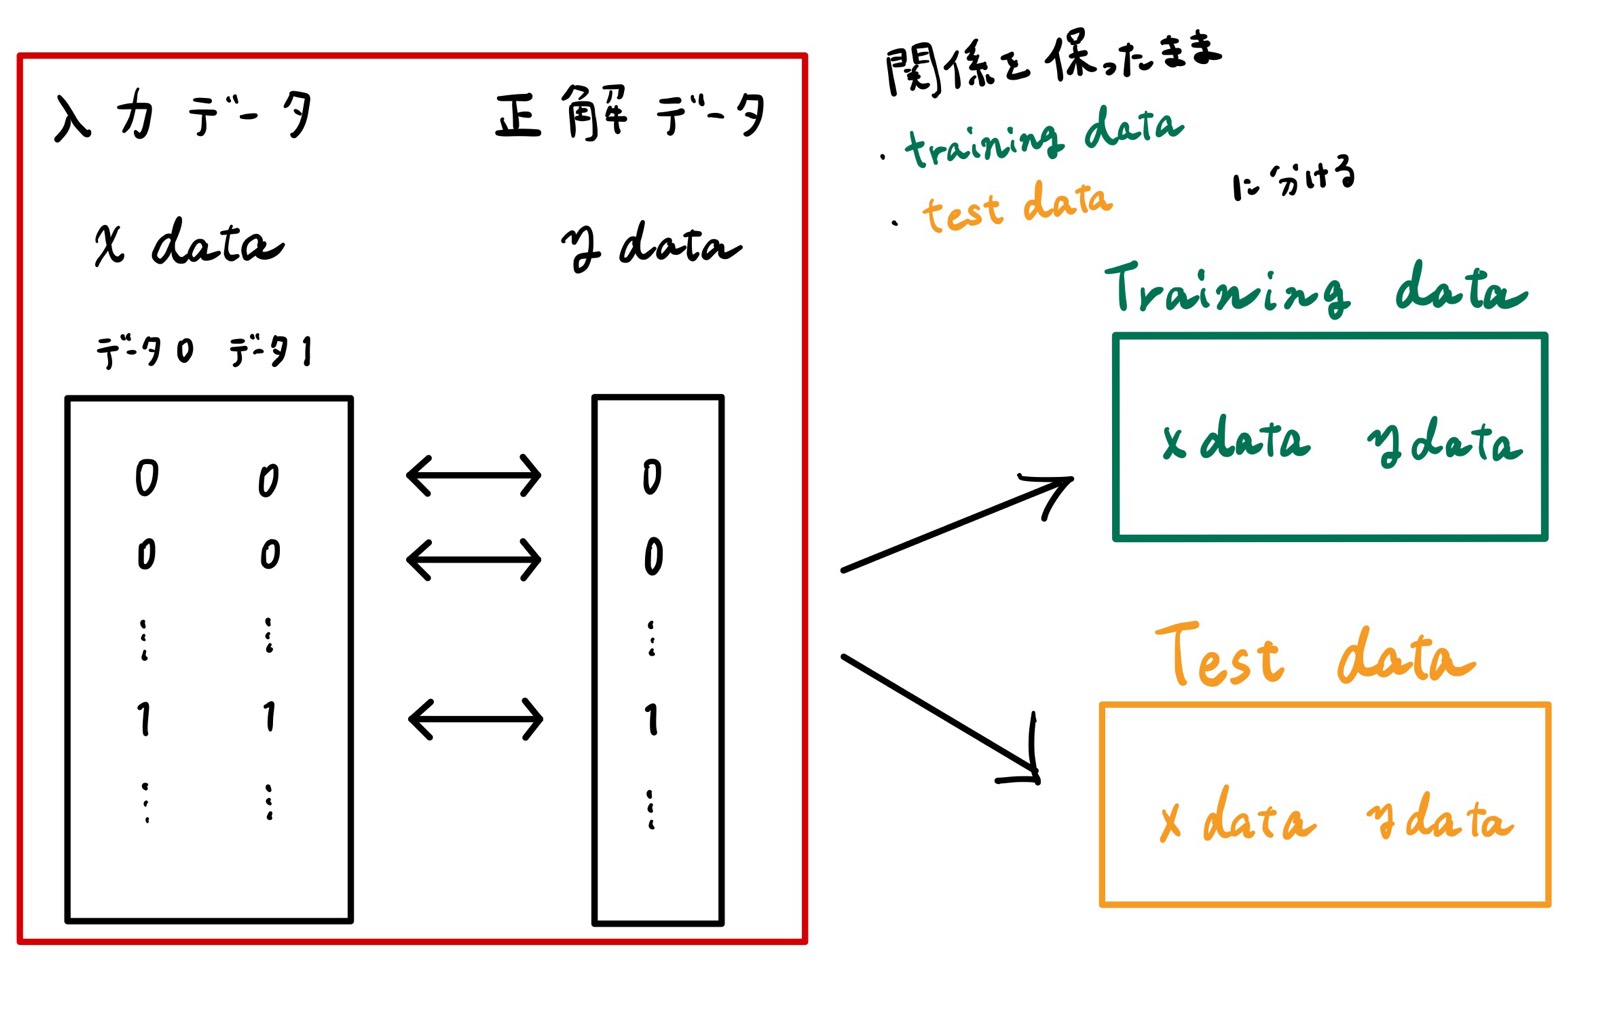 入力データ 正解データ
x data y data
データ0 データ1
0 0 ↔ 0
0 0 ↔ 0
⋮ ⋮ ⋮
1 1 ↔ 1
⋮ ⋮ ⋮
関係を保ったまま
・training data
・test data
に分ける
Training data
x data y data
Test data
x data y data